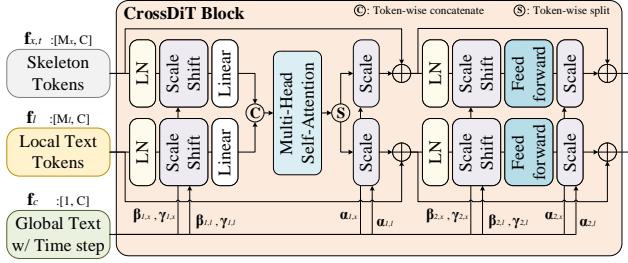 CrossDiT Block
Ⓒ: Token-wise concatenate
Ⓢ: Token-wise split
f_{x,t} :[Mₓ, C]
Skeleton
Tokens
LN
Scale
Shift
Linear
C
Multi-Head
Self-Attention
S
Scale
LN
Scale
Shift
Feed
forward
Scale
f_l :[M_l, C]
Local Text
Tokens
LN
Scale
Shift
Linear
Scale
LN
Scale
Shift
Feed
forward
Scale
f_c :[1, C]
Global Text
w/ Time step
β_{1,x} , γ_{1,x}
β_{1,l} , γ_{1,l}
α_{1,x}
α_{1,l}
β_{2,x} , γ_{2,x}
β_{2,l} , γ_{2,l}
α_{2,x}
α_{2,l}